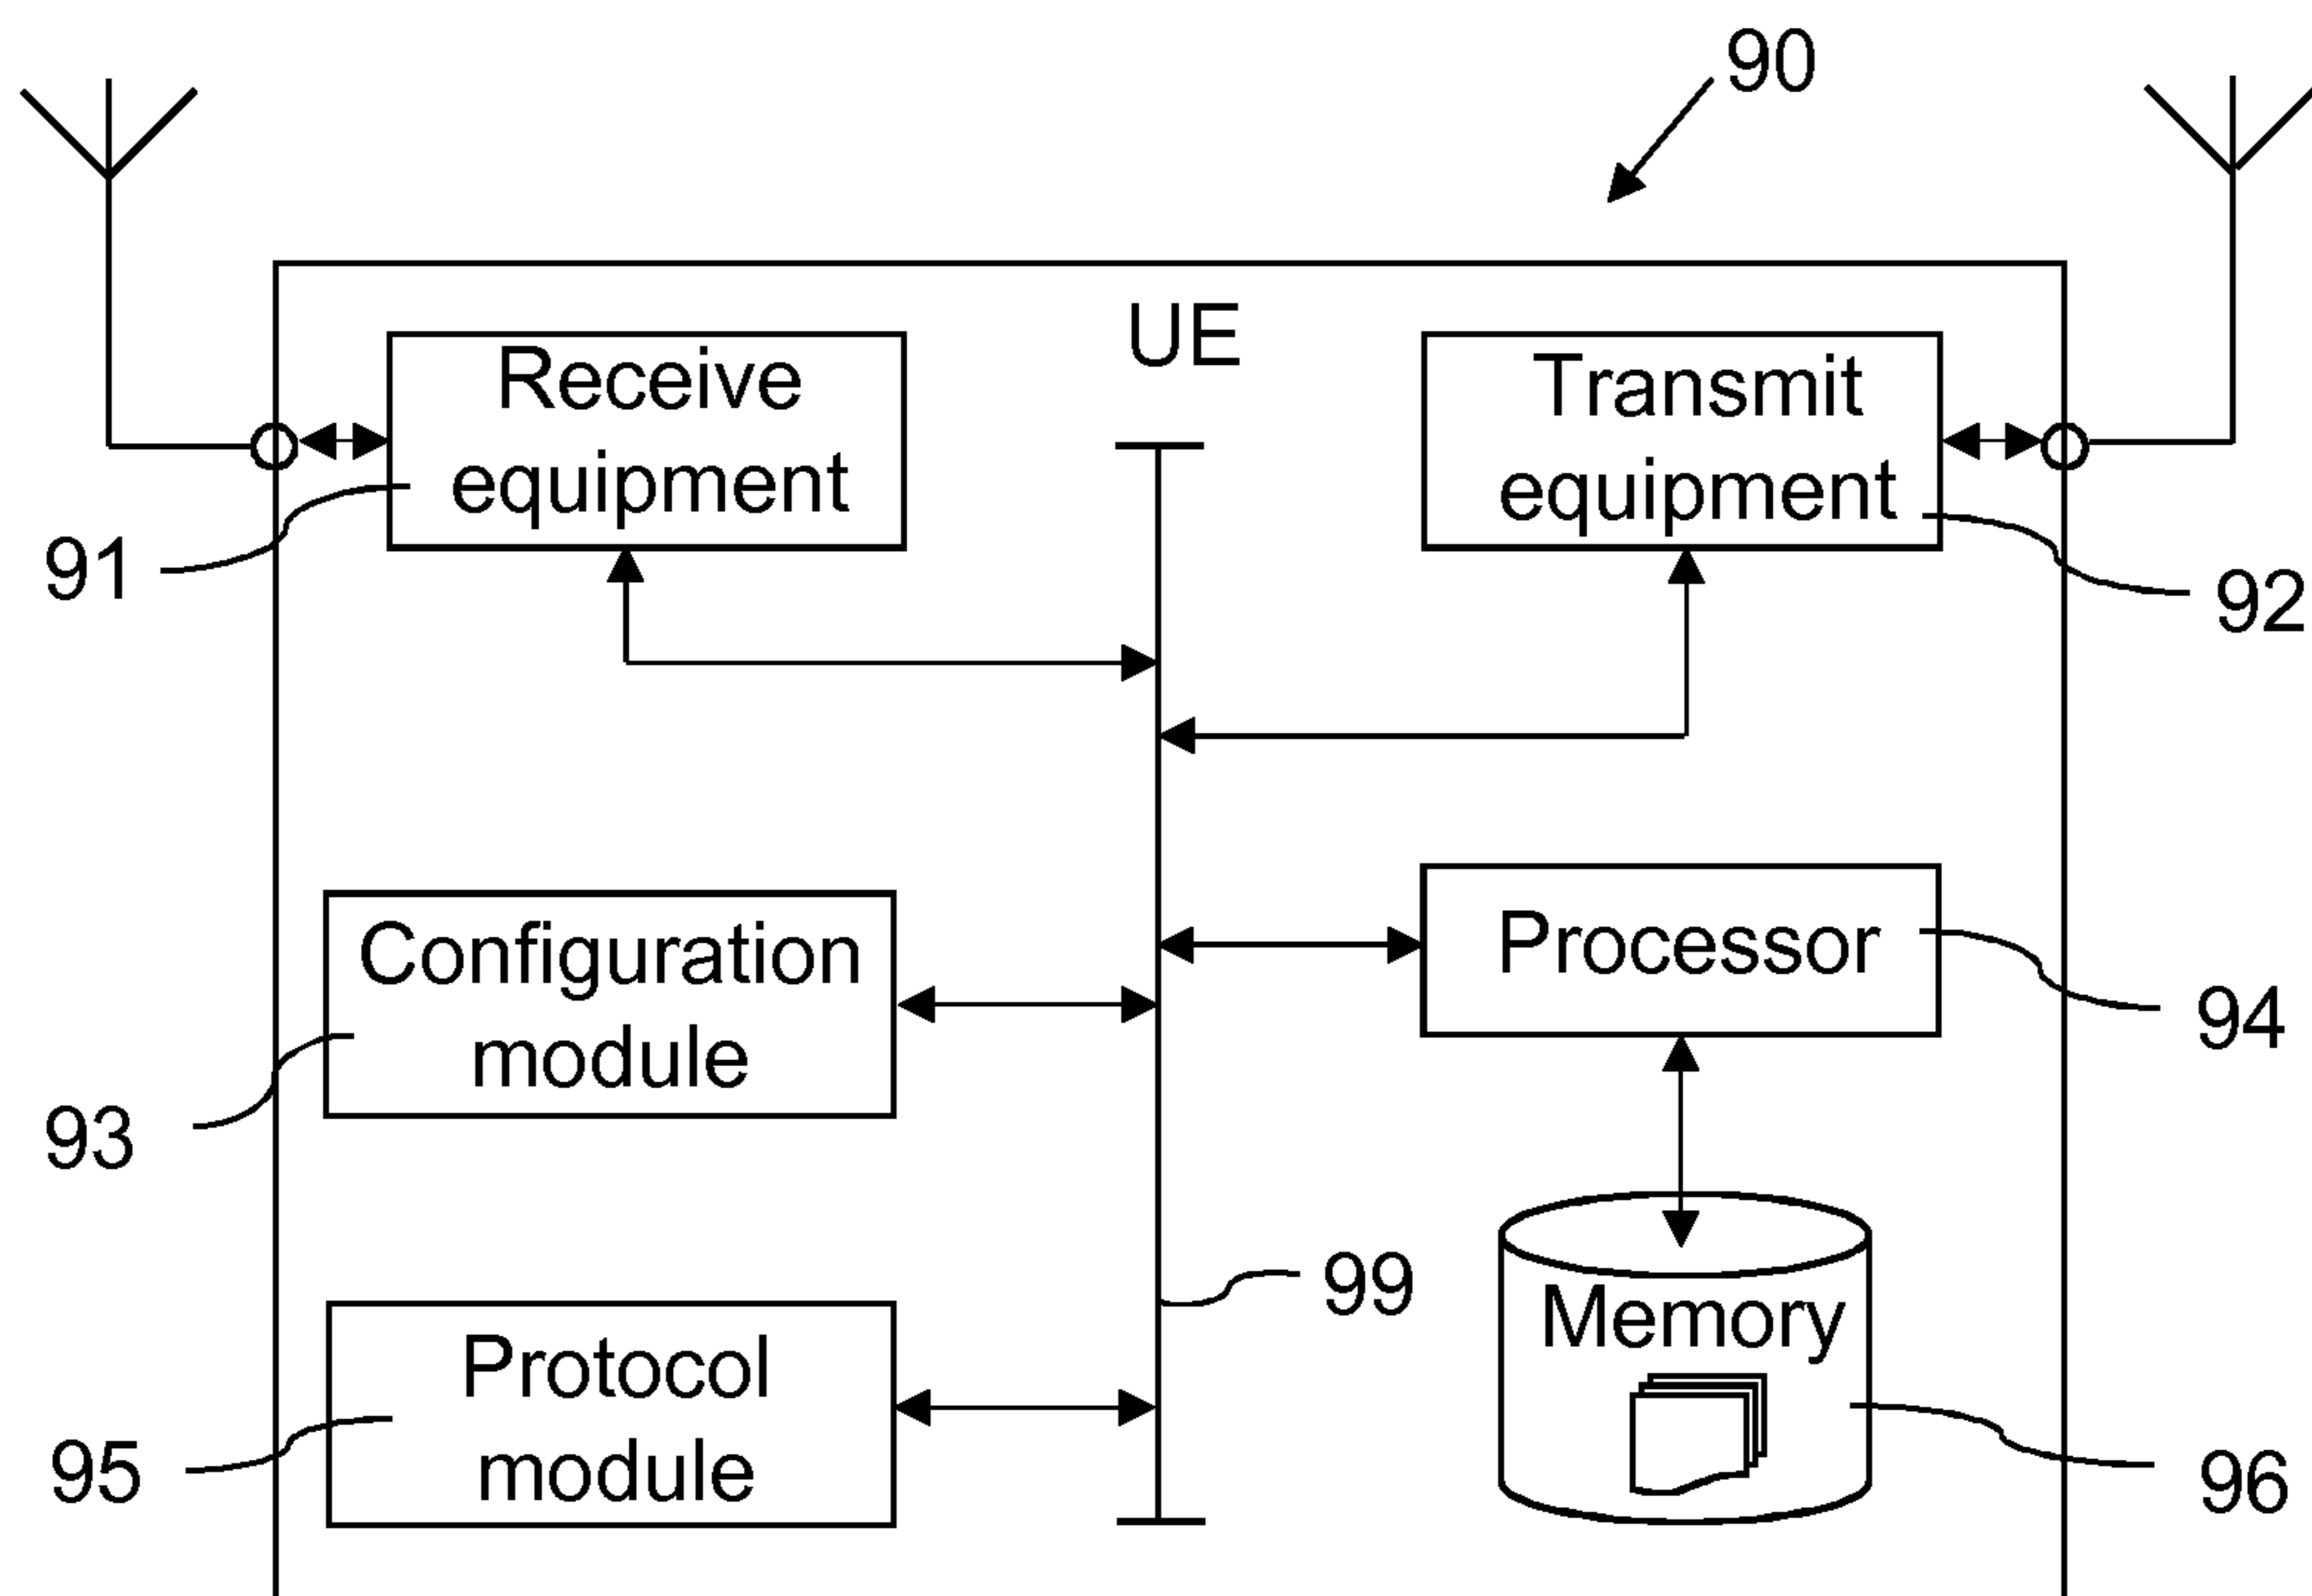 90
UE
Receive
equipment
Transmit
equipment
91
92
Configuration
module
Processor
93
94
Protocol
module
99
Memory
95
96